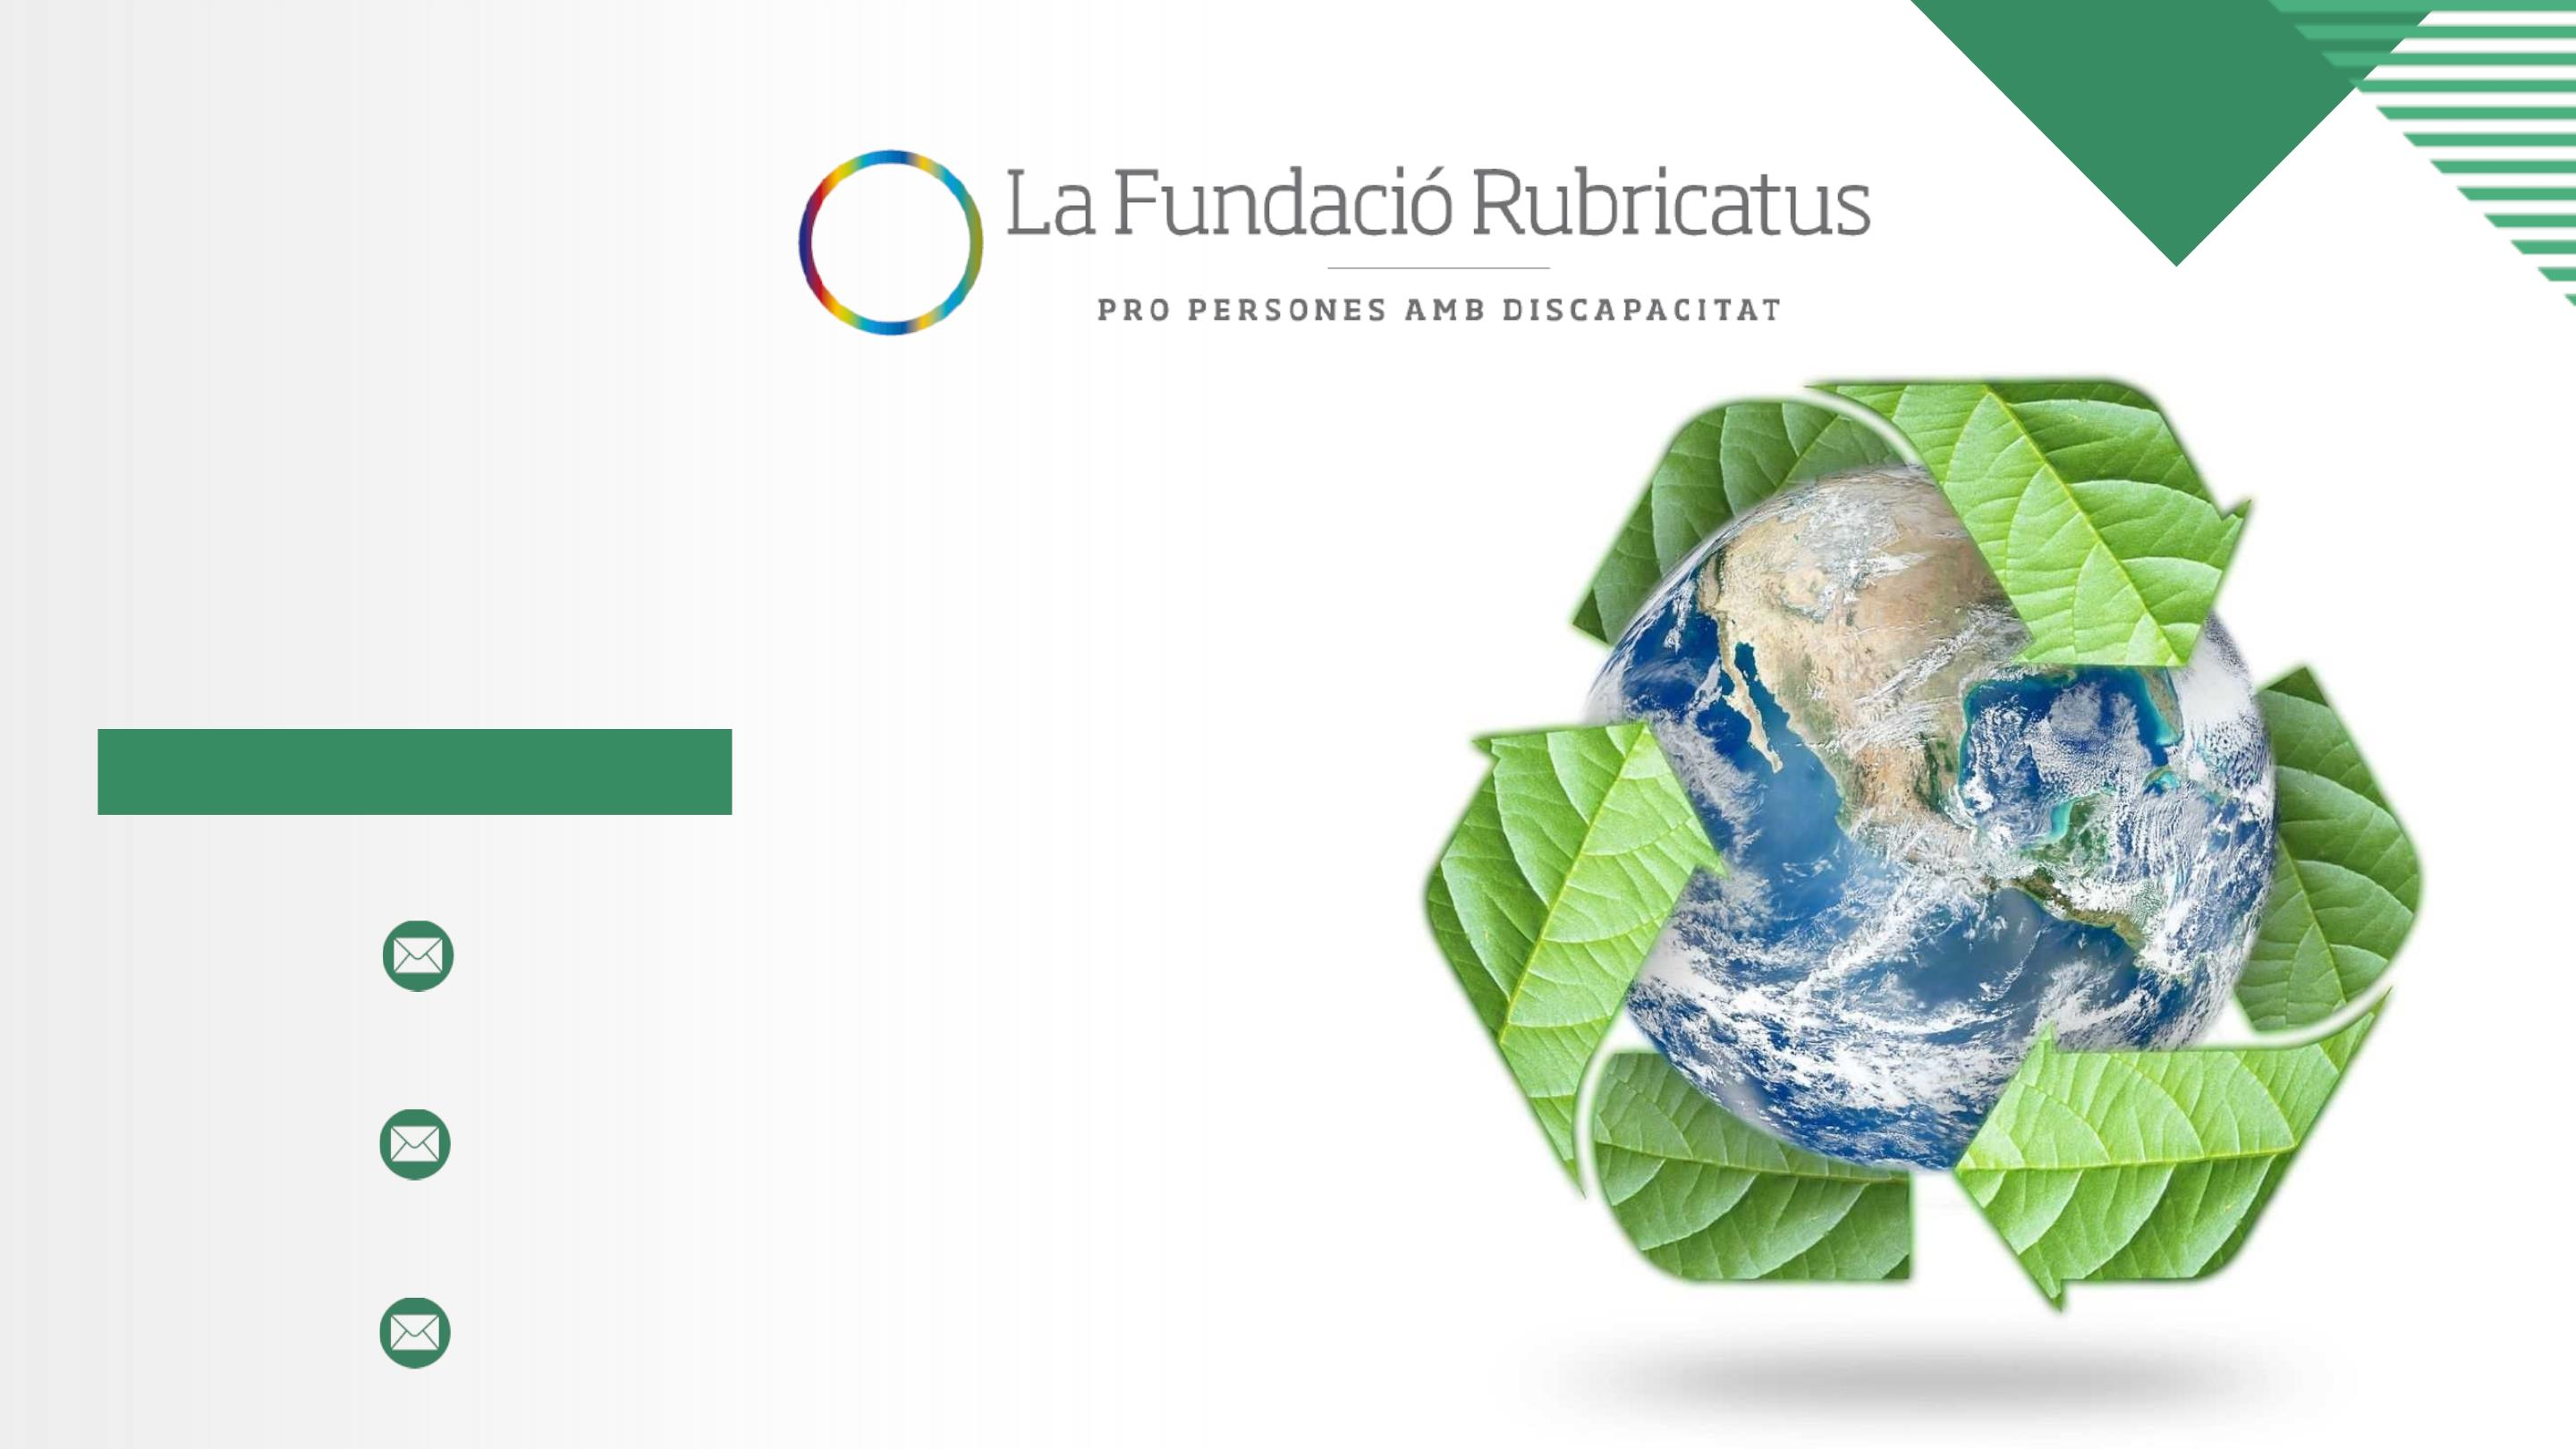 La Fundació Rubricatus
PRO PERSONES AMB DISCAPACITAT